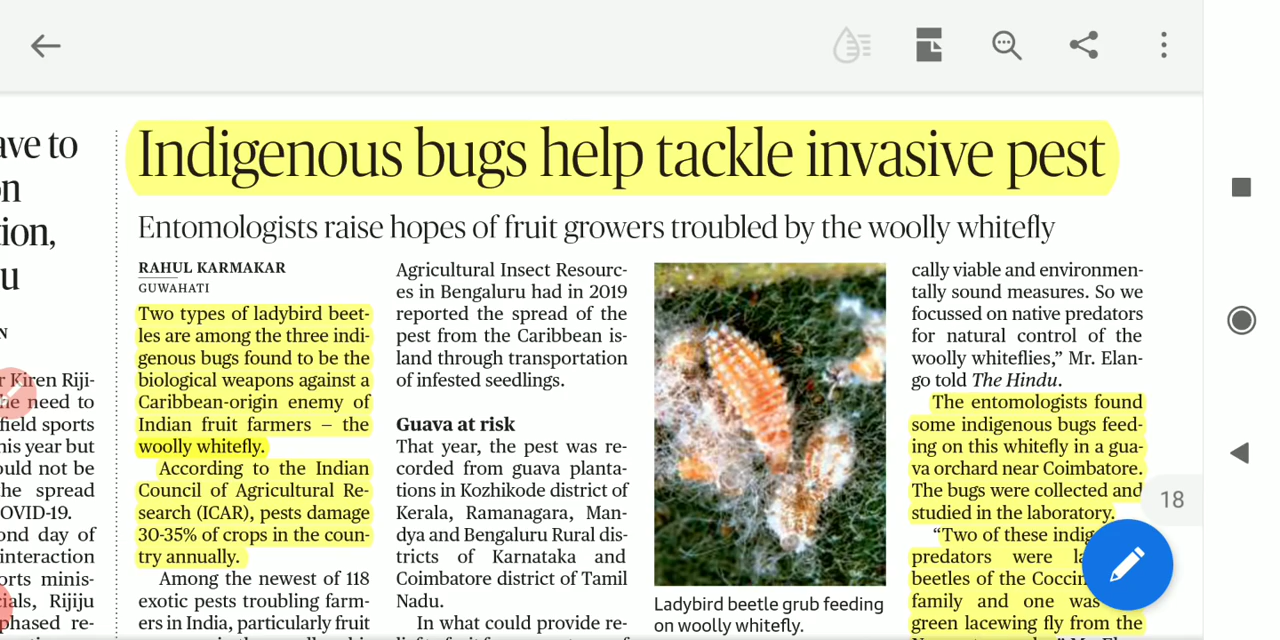 ave to
on
tion,
u
N
r Kiren Riji-
he need to
field sports
his year but
ould not be
he spread
OVID-19.
ond day of
interaction
orts minis-
ials, Rijiju
phased re-
Indigenous bugs help tackle invasive pest
Entomologists raise hopes of fruit growers troubled by the woolly whitefly
RAHUL KARMAKAR
GUWAHATI
Two types of ladybird beet-
les are among the three indi-
genous bugs found to be the
biological weapons against a
Caribbean-origin enemy of
Indian fruit farmers – the
woolly whitefly.
According to the Indian
Council of Agricultural Re-
search (ICAR), pests damage
30-35% of crops in the coun-
try annually.
Among the newest of 118
exotic pests troubling farm-
ers in India, particularly fruit
Agricultural Insect Resourc-
es in Bengaluru had in 2019
reported the spread of the
pest from the Caribbean is-
land through transportation
of infested seedlings.
Guava at risk
That year, the pest was re-
corded from guava planta-
tions in Kozhikode district of
Kerala, Ramanagara, Man-
dya and Bengaluru Rural dis-
tricts of Karnataka and
Coimbatore district of Tamil
Nadu.
In what could provide re-
Ladybird beetle grub feeding
on woolly whitefly.
cally viable and environmen-
tally sound measures. So we
focussed on native predators
for natural control of the
woolly whiteflies,” Mr. Elan-
go told The Hindu.
The entomologists found
some indigenous bugs feed-
ing on this whitefly in a gua-
va orchard near Coimbatore.
The bugs were collected and
studied in the laboratory.
“Two of these indig
predators were la
beetles of the Coccin
family and one was
green lacewing fly from the
18